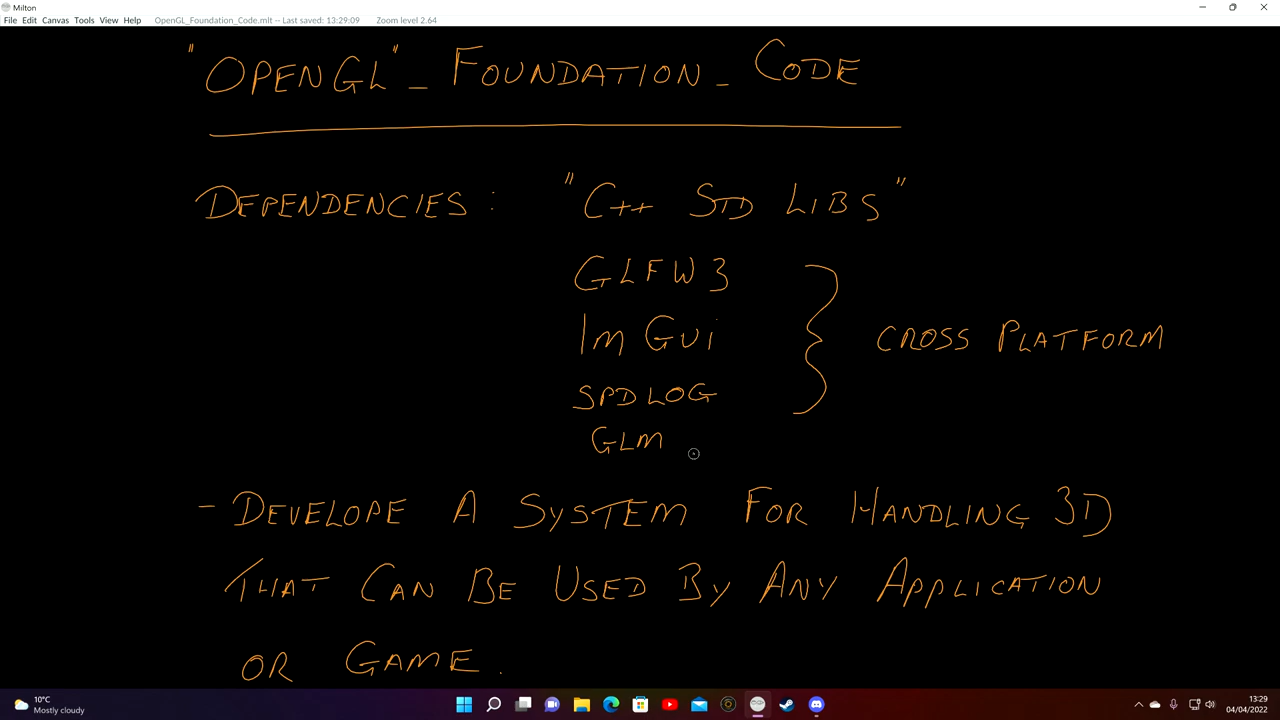 Milton
File Edit Canvas Tools View Help OpenGL_Foundation_Code.mlt -- Last saved: 13:29:09 Zoom level 2.64
"OPENGL"_FOUNDATION_CODE
DEPENDENCIES: "C++ STD LIBS"
GLFW3
ImGui
SPDLOG
CROSS PLATFORM
GLM
- DEVELOPE A SYSTEM FOR HANDLING 3D
THAT CAN BE USED BY ANY APPLICATION
OR GAME.
10°C
Mostly cloudy
13:29
04/04/2022